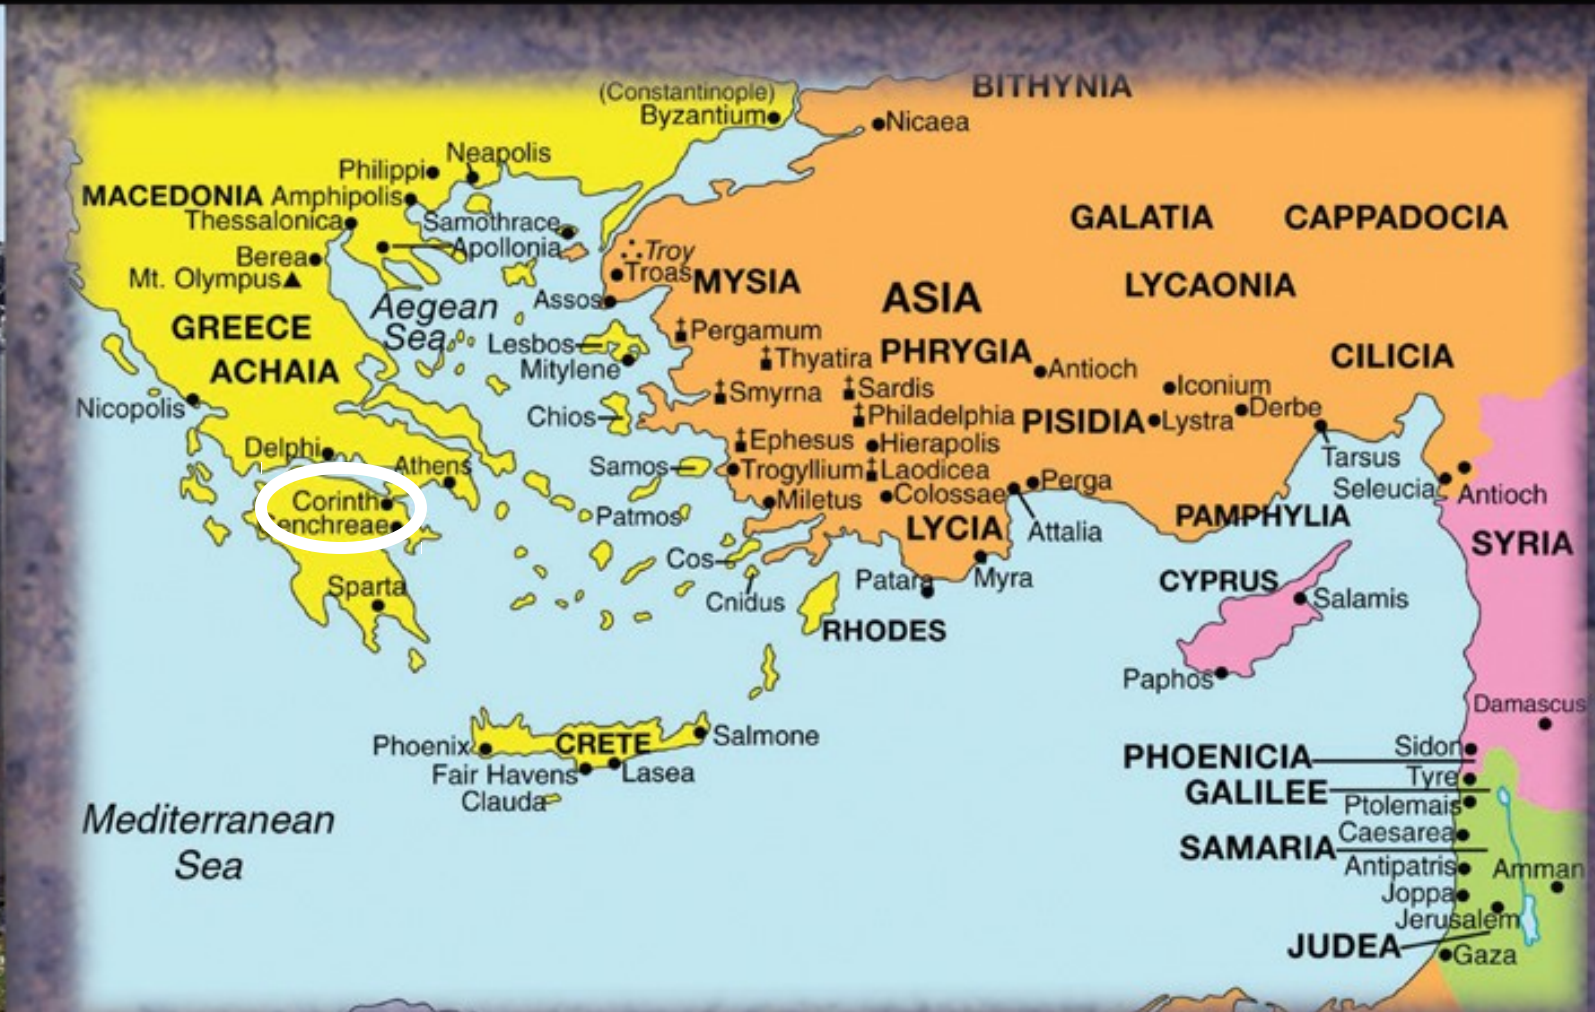 BITHYNIA
(Constantinople)
Byzantium
Nicaea
Neapolis
Philippi
MACEDONIA
Amphipolis
Thessalonica
Samothrace
Apollonia
Berea
Mt. Olympus
Troy
Troas
MYSIA
GALATIA
CAPPADOCIA
ASIA
LYCAONIA
Aegean
Sea
Assos
GREECE
ACHAIA
Lesbos
Mitylene
Pergamum
Thyatira
PHRYGIA
Antioch
CILICIA
Smyrna
Sardis
Iconium
Nicopolis
Chios
Philadelphia
PISIDIA
Lystra
Derbe
Delphi
Athens
Ephesus
Hierapolis
Tarsus
Samos
Trogyllium
Laodicea
Perga
Seleucia
Antioch
Corinth
enchreae
Miletus
Colossae
Patmos
LYCIA
Attalia
PAMPHYLIA
SYRIA
Cos
Cnidus
Patara
Myra
CYPRUS
Salamis
Sparta
RHODES
Paphos
Damascus
Phoenix
CRETE
Salmone
Fair Havens
Lasea
Clauda
PHOENICIA
Sidon
Tyre
GALILEE
Ptolemais
Mediterranean
Sea
SAMARIA
Caesarea
Antipatris
Amman
Joppa
Jerusalem
JUDEA
Gaza